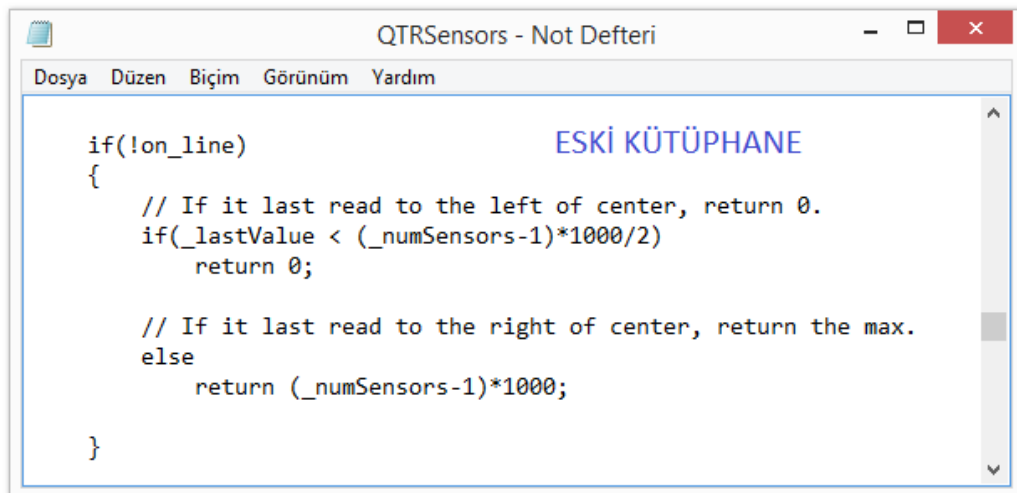 QTRSensors - Not Defteri
Dosya Düzen Biçim Görünüm Yardım
if(!on_line) ESKİ KÜTÜPHANE
{
// If it last read to the left of center, return 0.
if(_lastValue < (_numSensors-1)*1000/2)
return 0;
// If it last read to the right of center, return the max.
else
return (_numSensors-1)*1000;
}